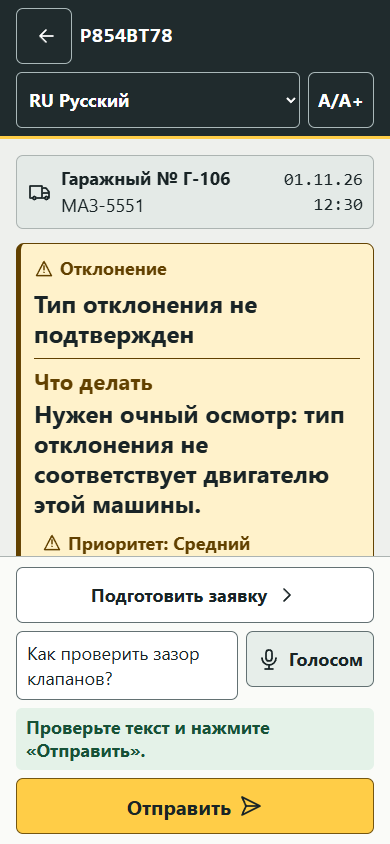 P854BT78
RU Русский
A/A+
Гаражный № Г-106
01.11.26
МАЗ-5551
12:30
Отклонение
Тип отклонения не
подтвержден
Что делать
Нужен очный осмотр: тип
отклонения не
соответствует двигателю
этой машины.
Приоритет: Средний
Подготовить заявку
Как проверить зазор
клапанов?
Голосом
Проверьте текст и нажмите
«Отправить».
Отправить